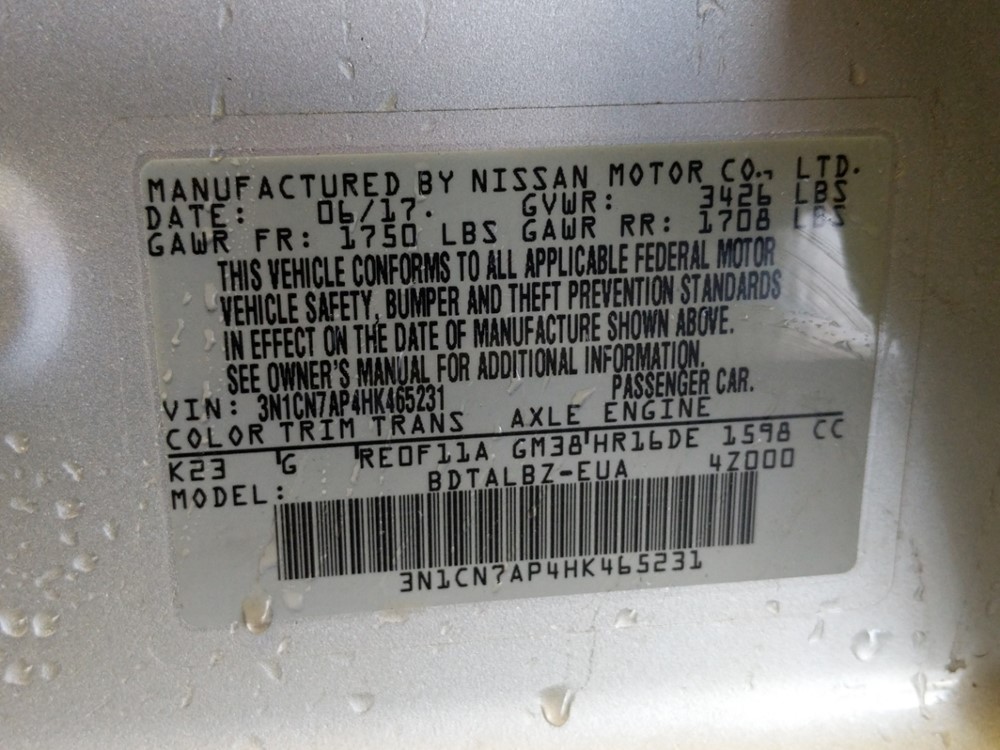 MANUFACTURED BY NISSAN MOTOR CO., LTD.
DATE: 06/17. GVWR: 3426 LBS
GAWR FR: 1750 LBS GAWR RR: 1708 LBS
THIS VEHICLE CONFORMS TO ALL APPLICABLE FEDERAL MOTOR
VEHICLE SAFETY, BUMPER AND THEFT PREVENTION STANDARDS
IN EFFECT ON THE DATE OF MANUFACTURE SHOWN ABOVE.
SEE OWNER'S MANUAL FOR ADDITIONAL INFORMATION.
VIN: 3N1CN7AP4HK465231 PASSENGER CAR.
COLOR TRIM TRANS AXLE ENGINE
K23 G RE0F11A GM38 HR16DE 1598 CC
MODEL: BDTALBZ-EUA 4Z000
3N1CN7AP4HK465231